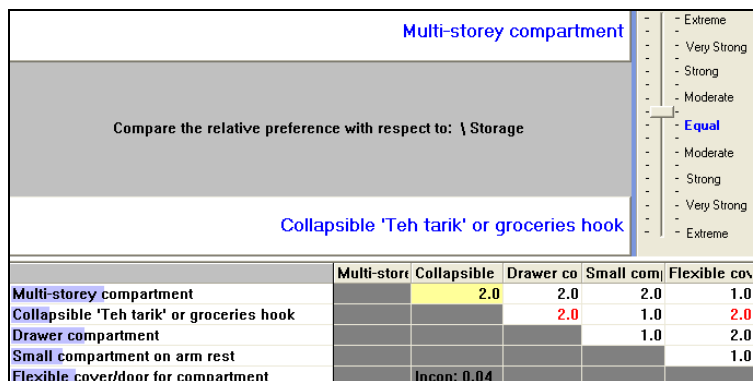 Multi-storey compartment
Compare the relative preference with respect to: \ Storage
Collapsible 'Teh tarik' or groceries hook
Extreme
Very Strong
Strong
Moderate
Equal
Moderate
Strong
Very Strong
Extreme
Multi-store Collapsible Drawer co Small com Flexible cov
Multi-storey compartment 2.0 2.0 2.0 1.0
Collapsible 'Teh tarik' or groceries hook 2.0 1.0 2.0
Drawer compartment 1.0 2.0
Small compartment on arm rest 1.0
Flexible cover/door for compartment Incon: 0.04